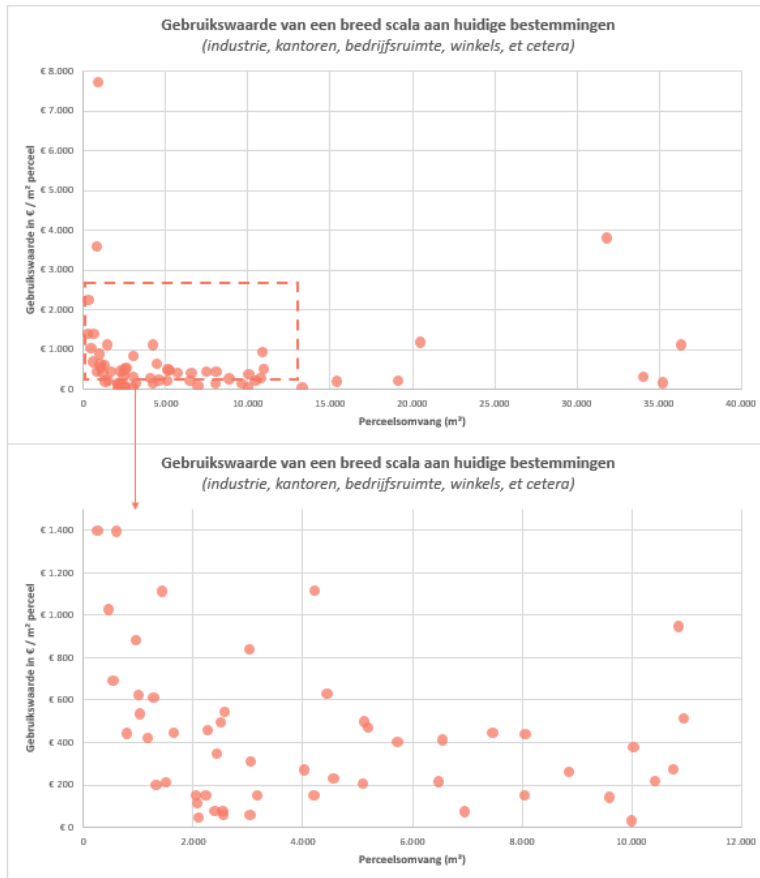 Gebruikswaarde van een breed scala aan huidige bestemmingen
(industrie, kantoren, bedrijfsruimte, winkels, et cetera)
Gebruikswaarde in € / m² perceel
€ 8.000
€ 7.000
€ 6.000
€ 5.000
€ 4.000
€ 3.000
€ 2.000
€ 1.000
€ 0
0 5.000 10.000 15.000 20.000 25.000 30.000 35.000 40.000
Perceelsomvang (m²)
Gebruikswaarde van een breed scala aan huidige bestemmingen
(industrie, kantoren, bedrijfsruimte, winkels, et cetera)
Gebruikswaarde in € / m² perceel
€ 1.400
€ 1.200
€ 1.000
€ 800
€ 600
€ 400
€ 200
€ 0
0 2.000 4.000 6.000 8.000 10.000 12.000
Perceelsomvang (m²)